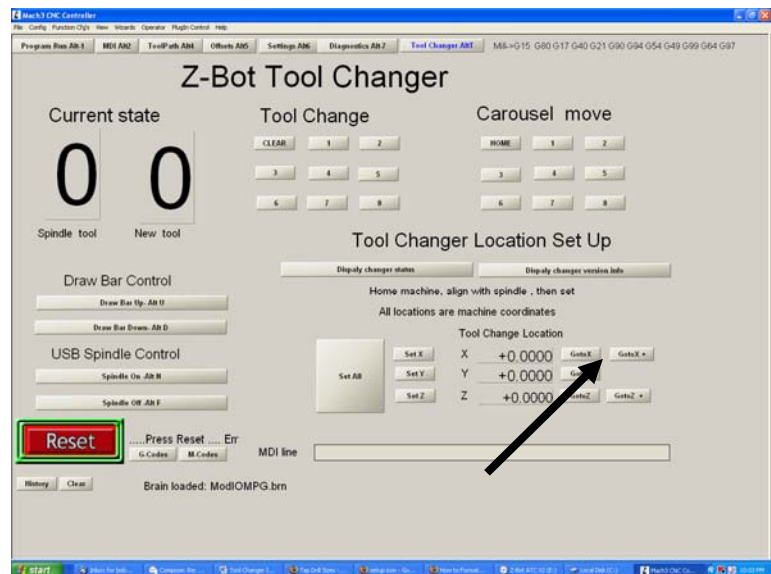 Mach3 CNC Controller
File Config Function Cfg's View Wizards Operator PlugIn Control Help
Program Run Alt-1 MDI Alt2 ToolPath Alt4 Offsets Alt5 Settings Alt6 Diagnostics Alt-7 Tool Changer AltT Mill->G15 G80 G17 G40 G21 G90 G94 G54 G49 G99 G64 G97
Z-Bot Tool Changer
Current state Tool Change Carousel move
CLEAR 1 2 HOME 1 2
0 0
3 4 5 3 4 5
6 7 8 6 7 8
Spindle tool New tool
Tool Changer Location Set Up
Dispaly changer status Dispaly changer version info
Draw Bar Control
Home machine, align with spindle , then set
Draw Bar Up- Alt U
All locations are machine coordinates
Draw Bar Down- Alt D
Tool Change Location
USB Spindle Control
Set All
Set X X +0.0000 GotoX GotoX +
Spindle On -Alt N
Set Y Y +0.0000
Spindle Off -Alt F
Set Z Z +0.0000 GotoZ GotoZ +
Reset .....Press Reset .... Err
G-Codes M-Codes
MDI line
History Clear Brain loaded: ModIOMPG.brn
start